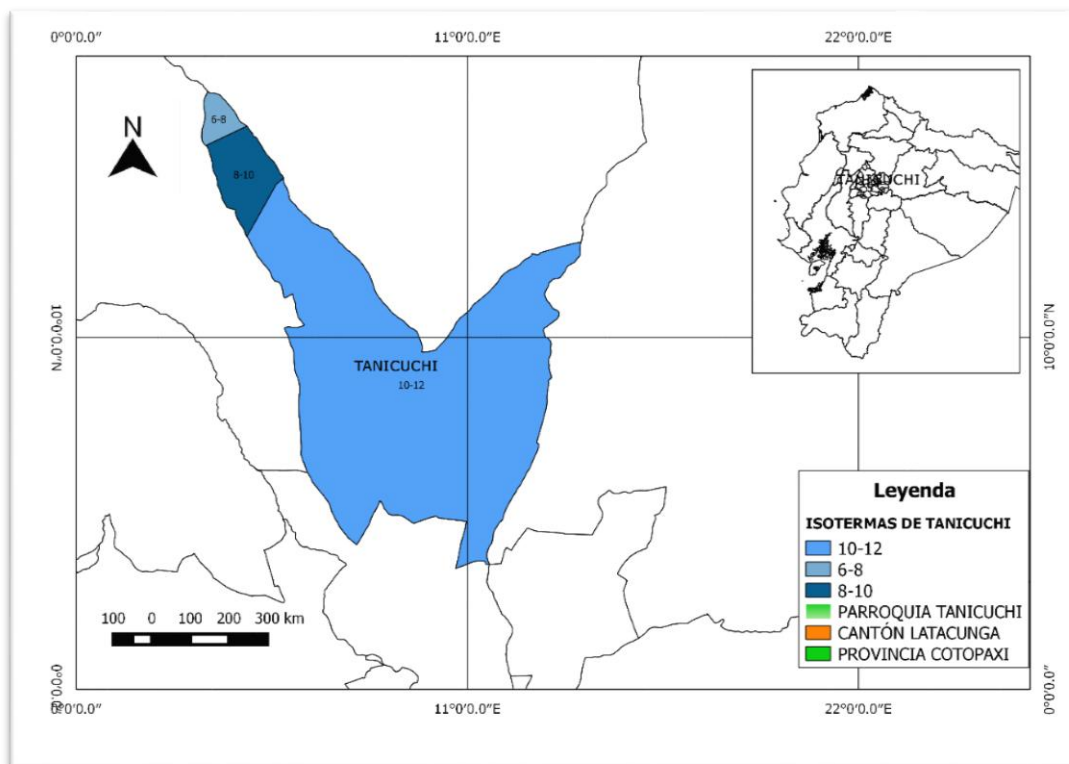 0°0'0.0"
11°0'0.0"E
22°0'0.0"E
N
6-8
8-10
TANICUCHI
10°0'0.0"N
10°0'0.0"N
TANICUCHI
10-12
Leyenda
ISOTERMAS DE TANICUCHI
10-12
6-8
8-10
PARROQUIA TANICUCHI
CANTÓN LATACUNGA
PROVINCIA COTOPAXI
100 0 100 200 300 km
0°0'0.0"
0°0'0.0"N
0°0'0.0"
11°0'0.0"E
22°0'0.0"E